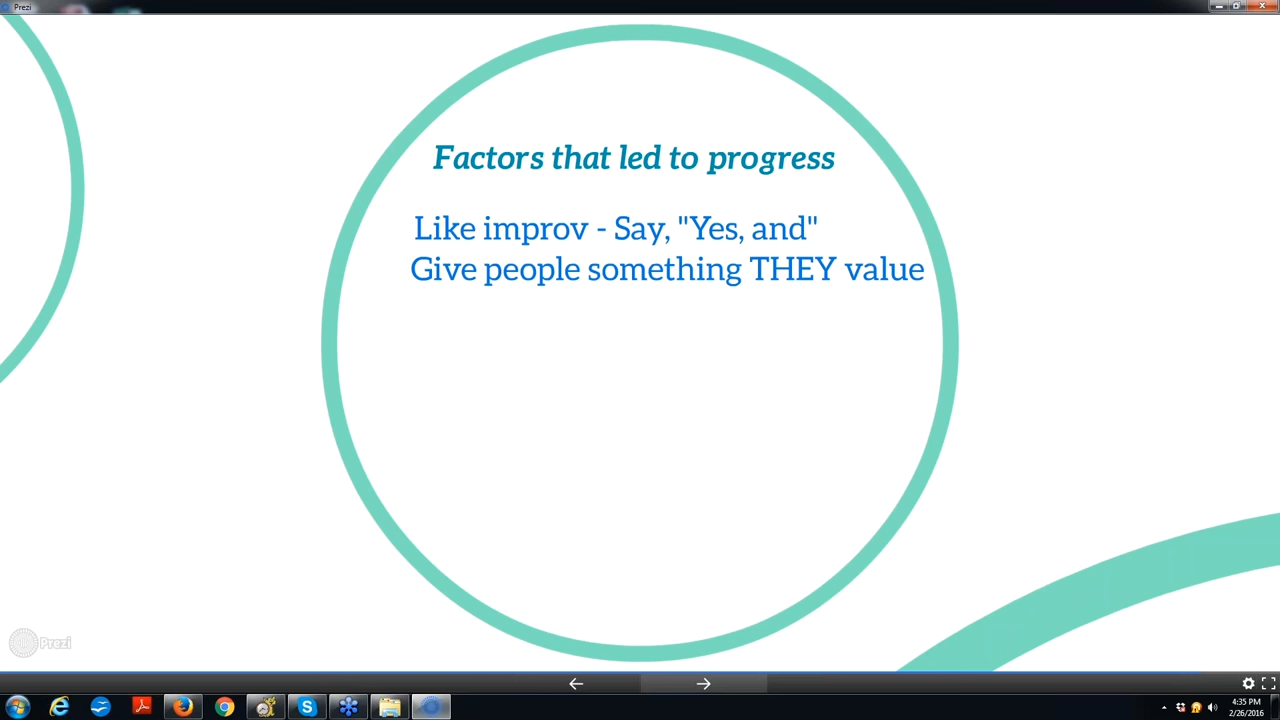 Prezi
Factors that led to progress
Like improv - Say, "Yes, and"
Give people something THEY value
Prezi
4:35 PM
2/26/2016